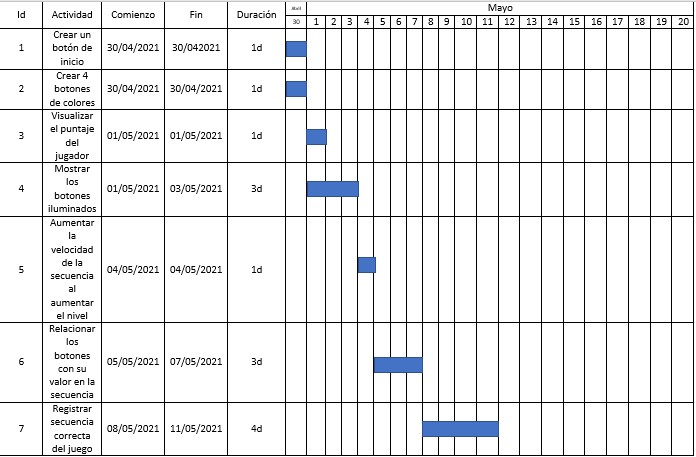 Id Actividad Comienzo Fin Duración Abril Mayo
30 1 2 3 4 5 6 7 8 9 10 11 12 13 14 15 16 17 18 19 20
1 Crear un botón de inicio 30/04/2021 30/042021 1d
2 Crear 4 botones de colores 30/04/2021 30/04/2021 1d
3 Visualizar el puntaje del jugador 01/05/2021 01/05/2021 1d
4 Mostrar los botones iluminados 01/05/2021 03/05/2021 3d
5 Aumentar la velocidad de la secuencia al aumentar el nivel 04/05/2021 04/05/2021 1d
6 Relacionar los botones con su valor en la secuencia 05/05/2021 07/05/2021 3d
7 Registrar secuencia correcta del juego 08/05/2021 11/05/2021 4d